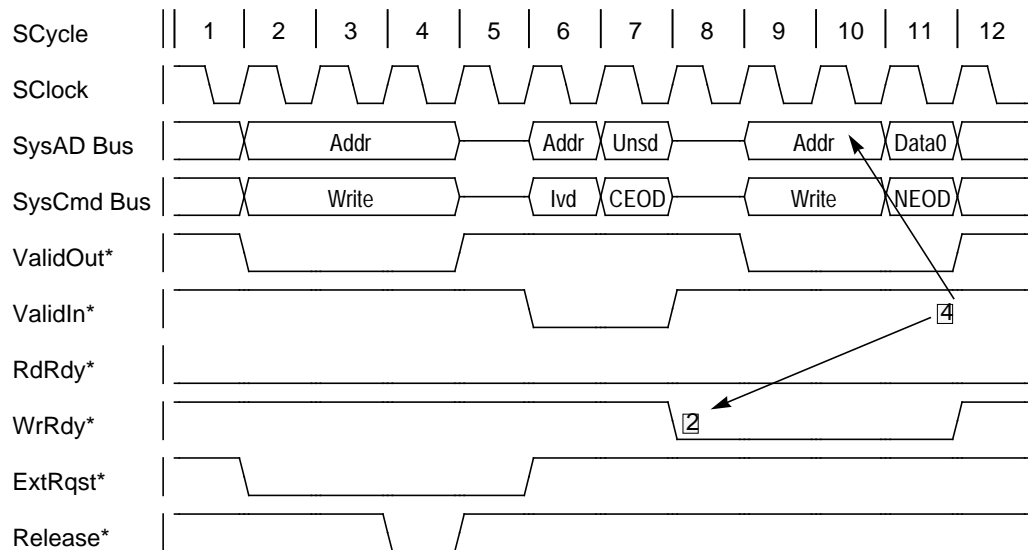 SCycle 1 2 3 4 5 6 7 8 9 10 11 12
SClock
SysAD Bus Addr Addr Unsd Addr Data0
SysCmd Bus Write Ivd CEOD Write NEOD
ValidOut*
ValidIn* 4
RdRdy*
WrRdy* 2
ExtRqst*
Release*